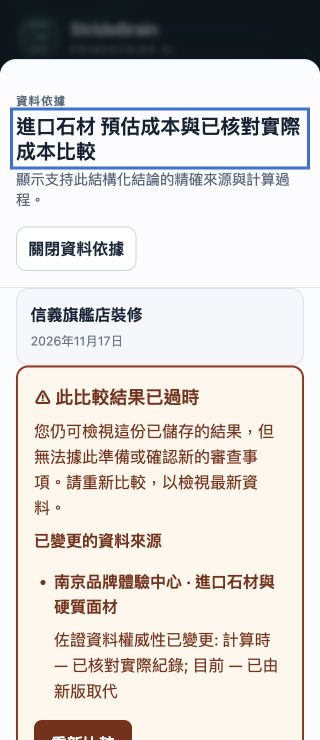 StrideBrain
資料依據
進口石材 預估成本與已核對實際
成本比較
顯示支持此結構化結論的精確來源與計算過
程。
關閉資料依據
信義旗艦店裝修
2026年11月17日
此比較結果已過時
您仍可檢視這份已儲存的結果，但
無法據此準備或確認新的審查事
項。請重新比較，以檢視最新資
料。
已變更的資料來源
• 南京品牌體驗中心 · 進口石材與
硬質面材
佐證資料權威性已變更: 計算時
— 已核對實際紀錄; 目前 — 已由
新版取代
重新比較